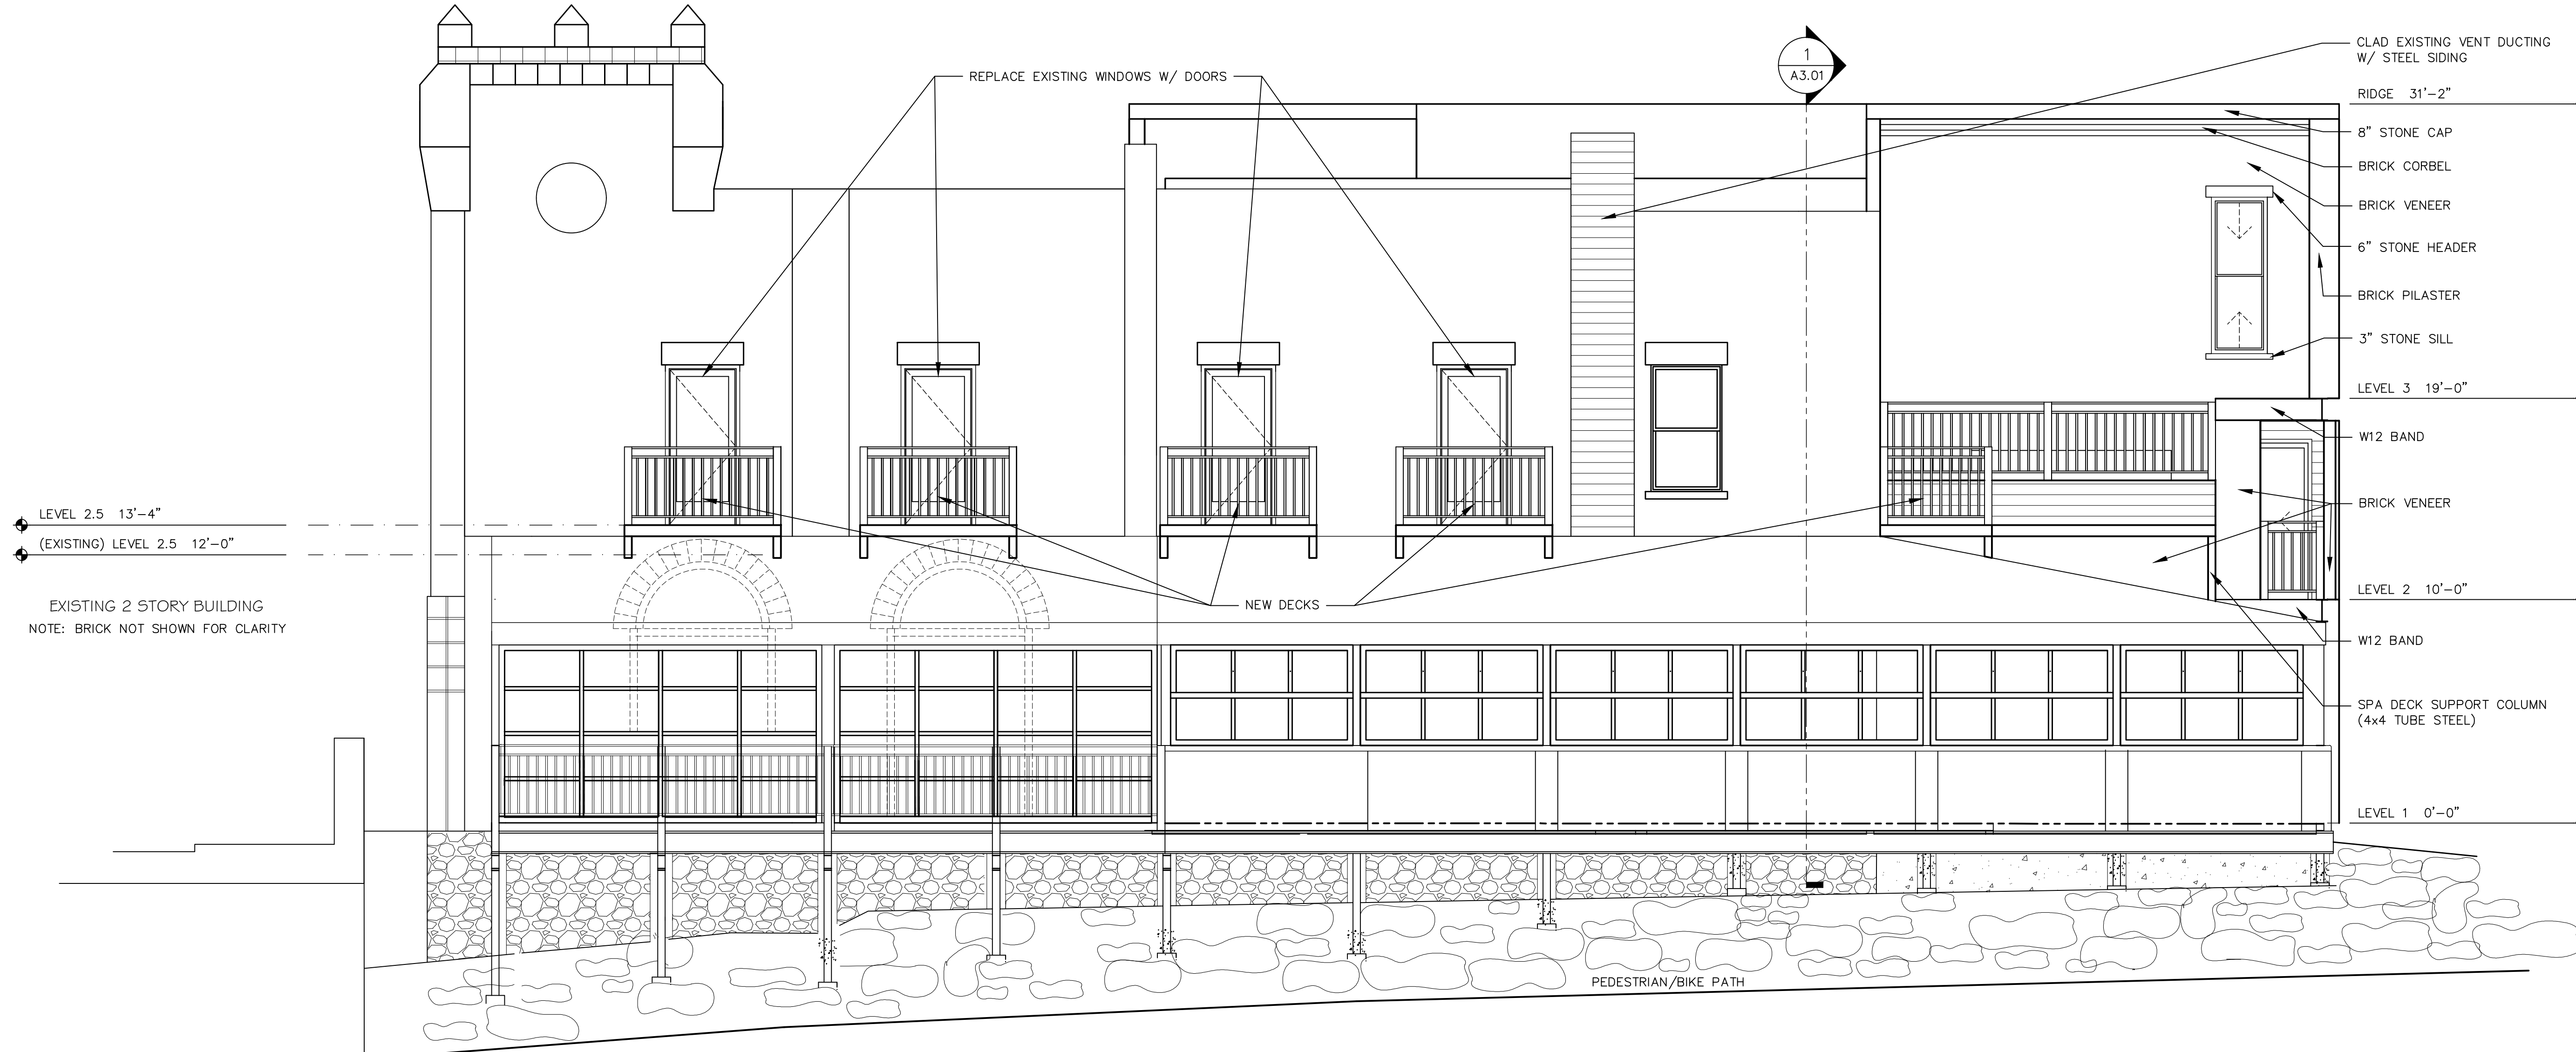 REPLACE EXISTING WINDOWS W/ DOORS
1
A3.01
CLAD EXISTING VENT DUCTING
W/ STEEL SIDING
RIDGE 31'-2"
8" STONE CAP
BRICK CORBEL
BRICK VENEER
6" STONE HEADER
BRICK PILASTER
3" STONE SILL
LEVEL 3 19'-0"
W12 BAND
BRICK VENEER
LEVEL 2.5 13'-4"
(EXISTING) LEVEL 2.5 12'-0"
EXISTING 2 STORY BUILDING
NOTE: BRICK NOT SHOWN FOR CLARITY
NEW DECKS
LEVEL 2 10'-0"
W12 BAND
SPA DECK SUPPORT COLUMN
(4x4 TUBE STEEL)
LEVEL 1 0'-0"
PEDESTRIAN/BIKE PATH